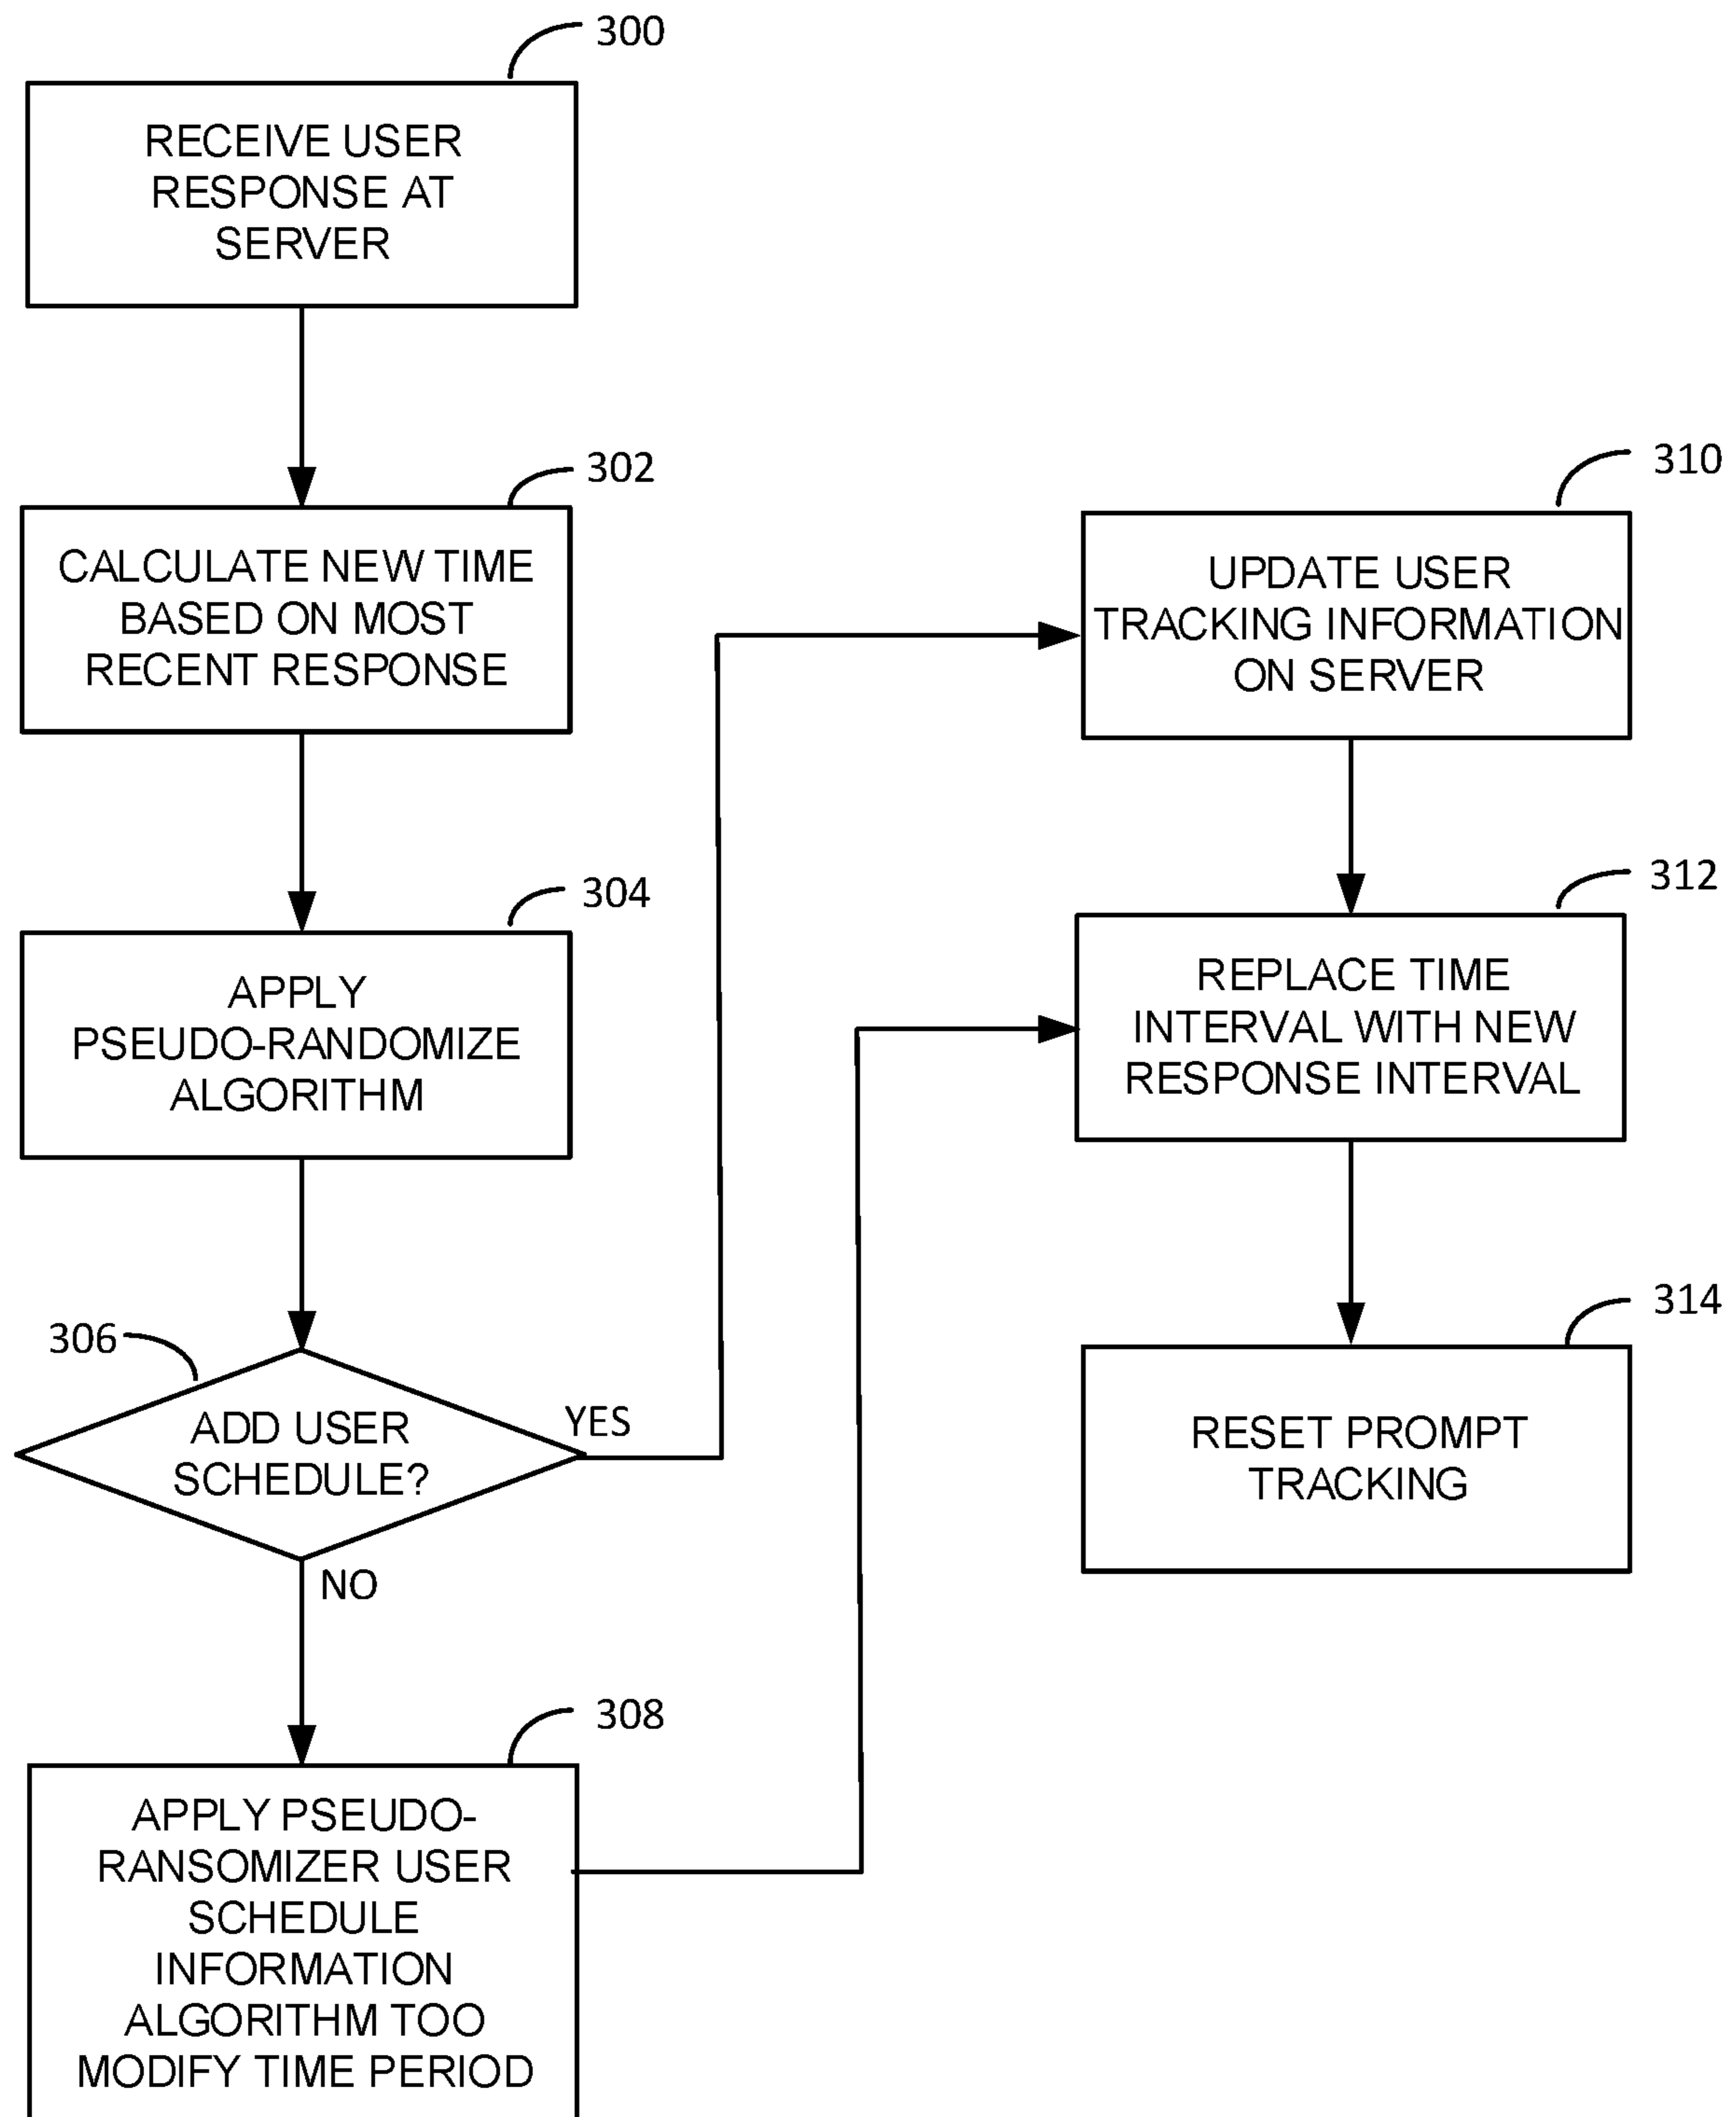 300
RECEIVE USER
RESPONSE AT
SERVER
302
CALCULATE NEW TIME
BASED ON MOST
RECENT RESPONSE
304
APPLY
PSEUDO-RANDOMIZE
ALGORITHM
306
ADD USER
SCHEDULE?
YES
NO
308
APPLY PSEUDO-
RANSOMIZER USER
SCHEDULE
INFORMATION
ALGORITHM TOO
MODIFY TIME PERIOD
310
UPDATE USER
TRACKING INFORMATION
ON SERVER
312
REPLACE TIME
INTERVAL WITH NEW
RESPONSE INTERVAL
314
RESET PROMPT
TRACKING